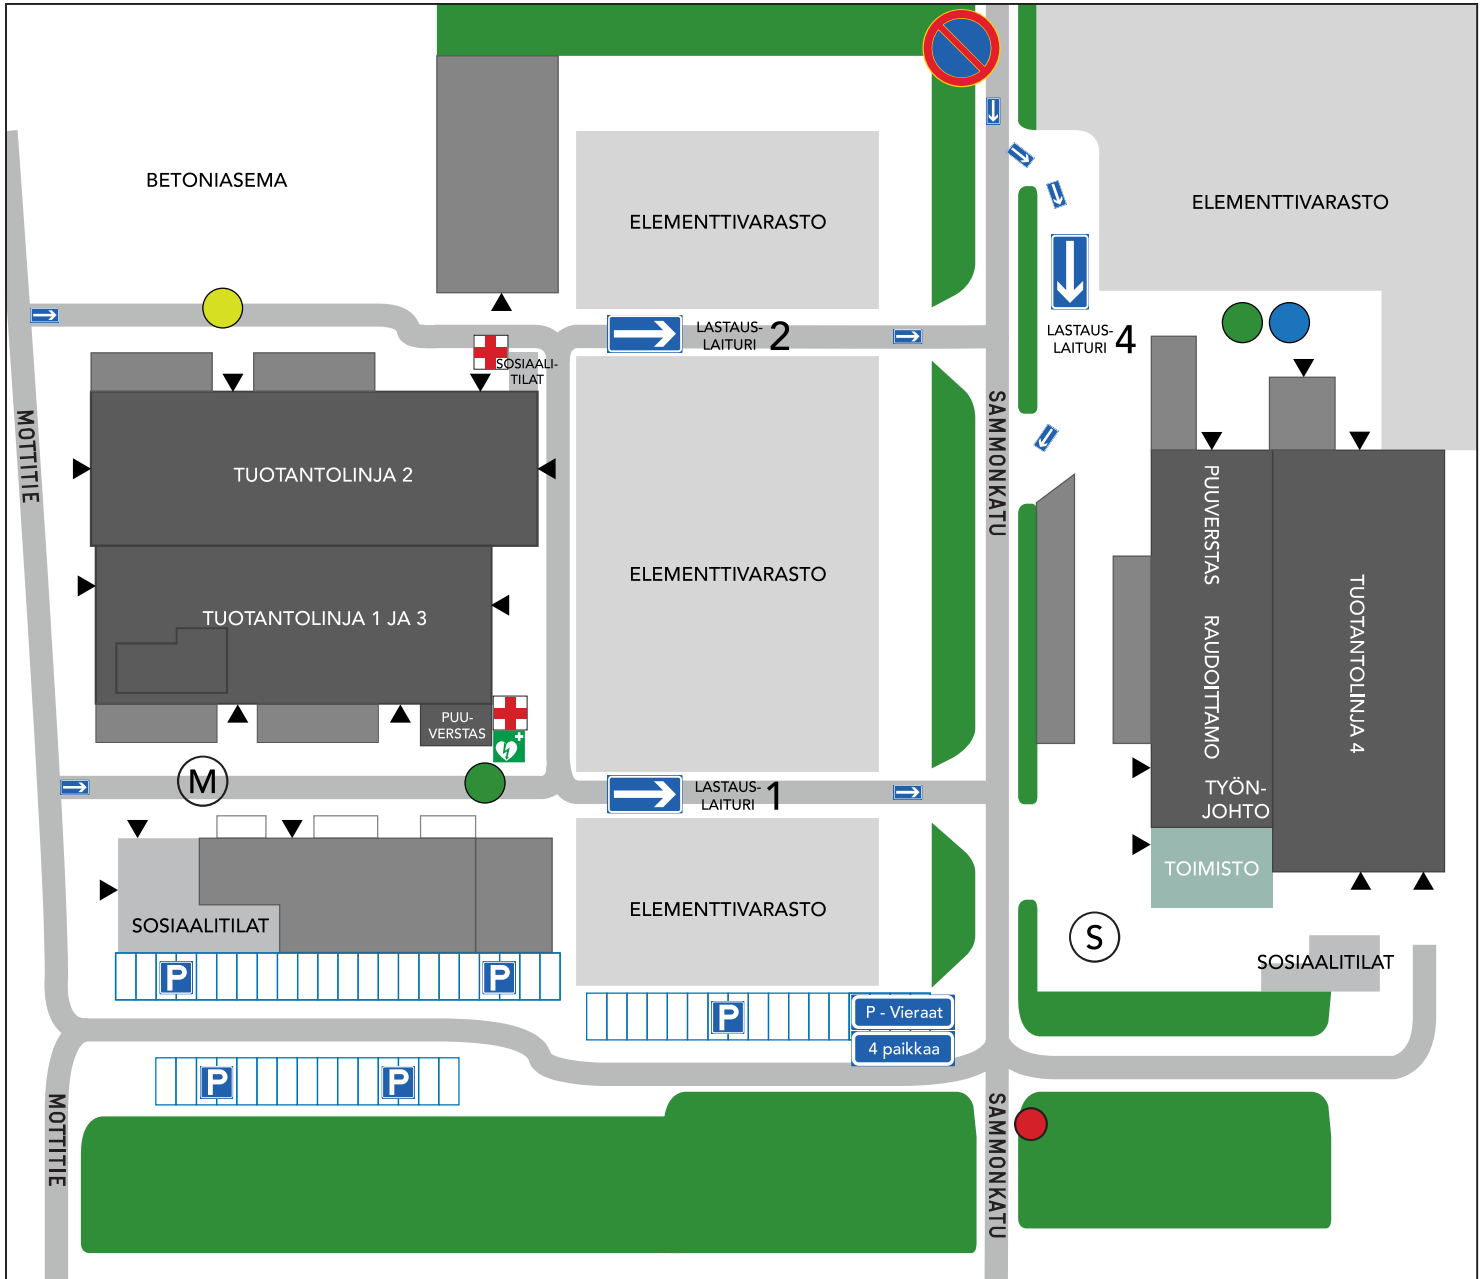 BETONIASEMA
ELEMENTTIVARASTO
ELEMENTTIVARASTO
LASTAUS-
LAITURI 2
LASTAUS-
LAITURI 4
SOSIAALI-
TILAT
MOTTITIE
TUOTANTOLINJA 2
SAMMONKATU
PUUVERSTAS
RAUDOITTAMO
TUOTANTOLINJA 4
ELEMENTTIVARASTO
TUOTANTOLINJA 1 JA 3
PUU-
VERSTAS
M
LASTAUS-
LAITURI 1
TYÖN-
JOHTO
TOIMISTO
ELEMENTTIVARASTO
SOSIAALITILAT
S
SOSIAALITILAT
P
P
P
P - Vieraat
4 paikkaa
P
P
MOTTITIE
SAMMONKATU